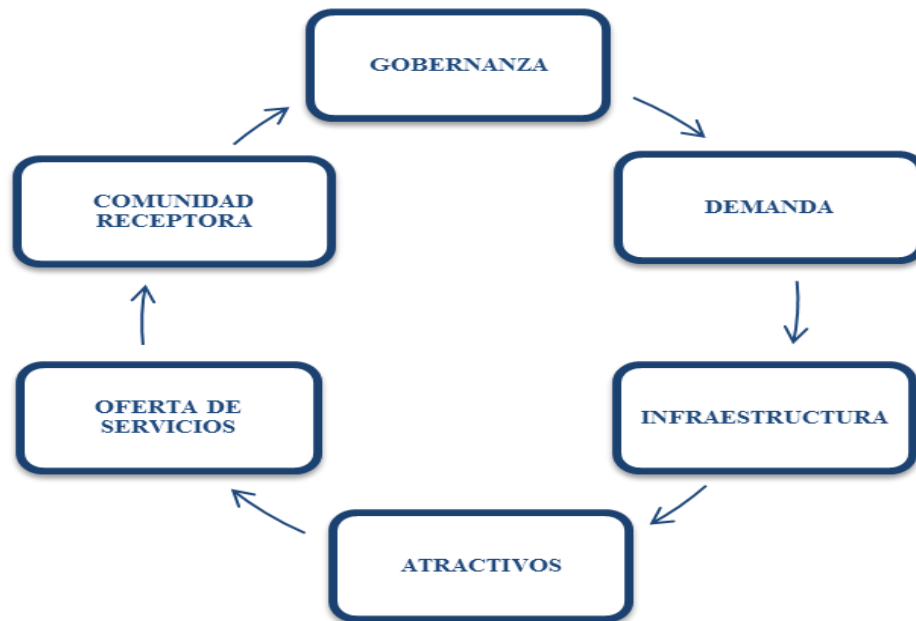 GOBERNANZA
DEMANDA
INFRAESTRUCTURA
ATRACTIVOS
OFERTA DE
SERVICIOS
COMUNIDAD
RECEPTORA